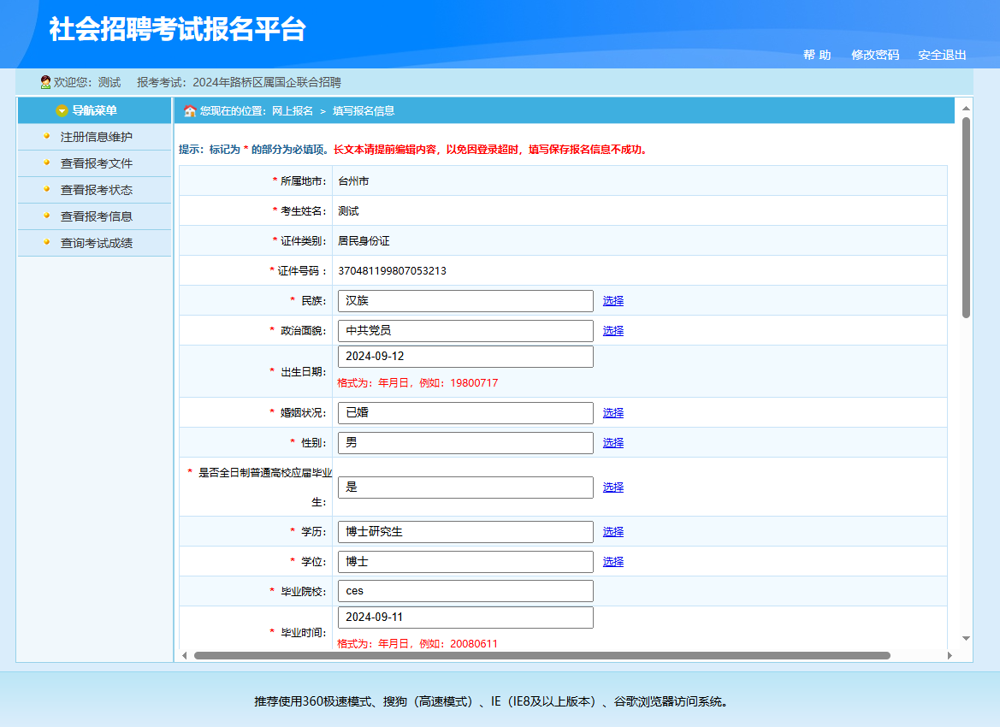 社会招聘考试报名平台
帮 助 修改密码 安全退出
欢迎您: 测试 报考考试: 2024年路桥区属国企联合招聘
导航菜单
注册信息维护
查看报考文件
查看报考状态
查看报考信息
查询考试成绩
您现在的位置: 网上报名 > 填写报名信息
提示: 标记为 * 的部分为必填项。长文本请提前编辑内容，以免因登录超时，填写保存报名信息不成功。
* 所属地市: 台州市
* 考生姓名: 测试
* 证件类别: 居民身份证
* 证件号码 : 370481199807053213
* 民族: 汉族 选择
* 政治面貌: 中共党员 选择
* 出生日期: 2024-09-12
格式为: 年月日，例如: 19800717
* 婚姻状况: 已婚 选择
* 性别: 男 选择
* 是否全日制普通高校应届毕业
生: 是 选择
* 学历: 博士研究生 选择
* 学位: 博士 选择
* 毕业院校: ces
* 毕业时间: 2024-09-11
格式为: 年月日，例如: 20080611
推荐使用360极速模式、搜狗（高速模式）、IE（IE8及以上版本）、谷歌浏览器访问系统。